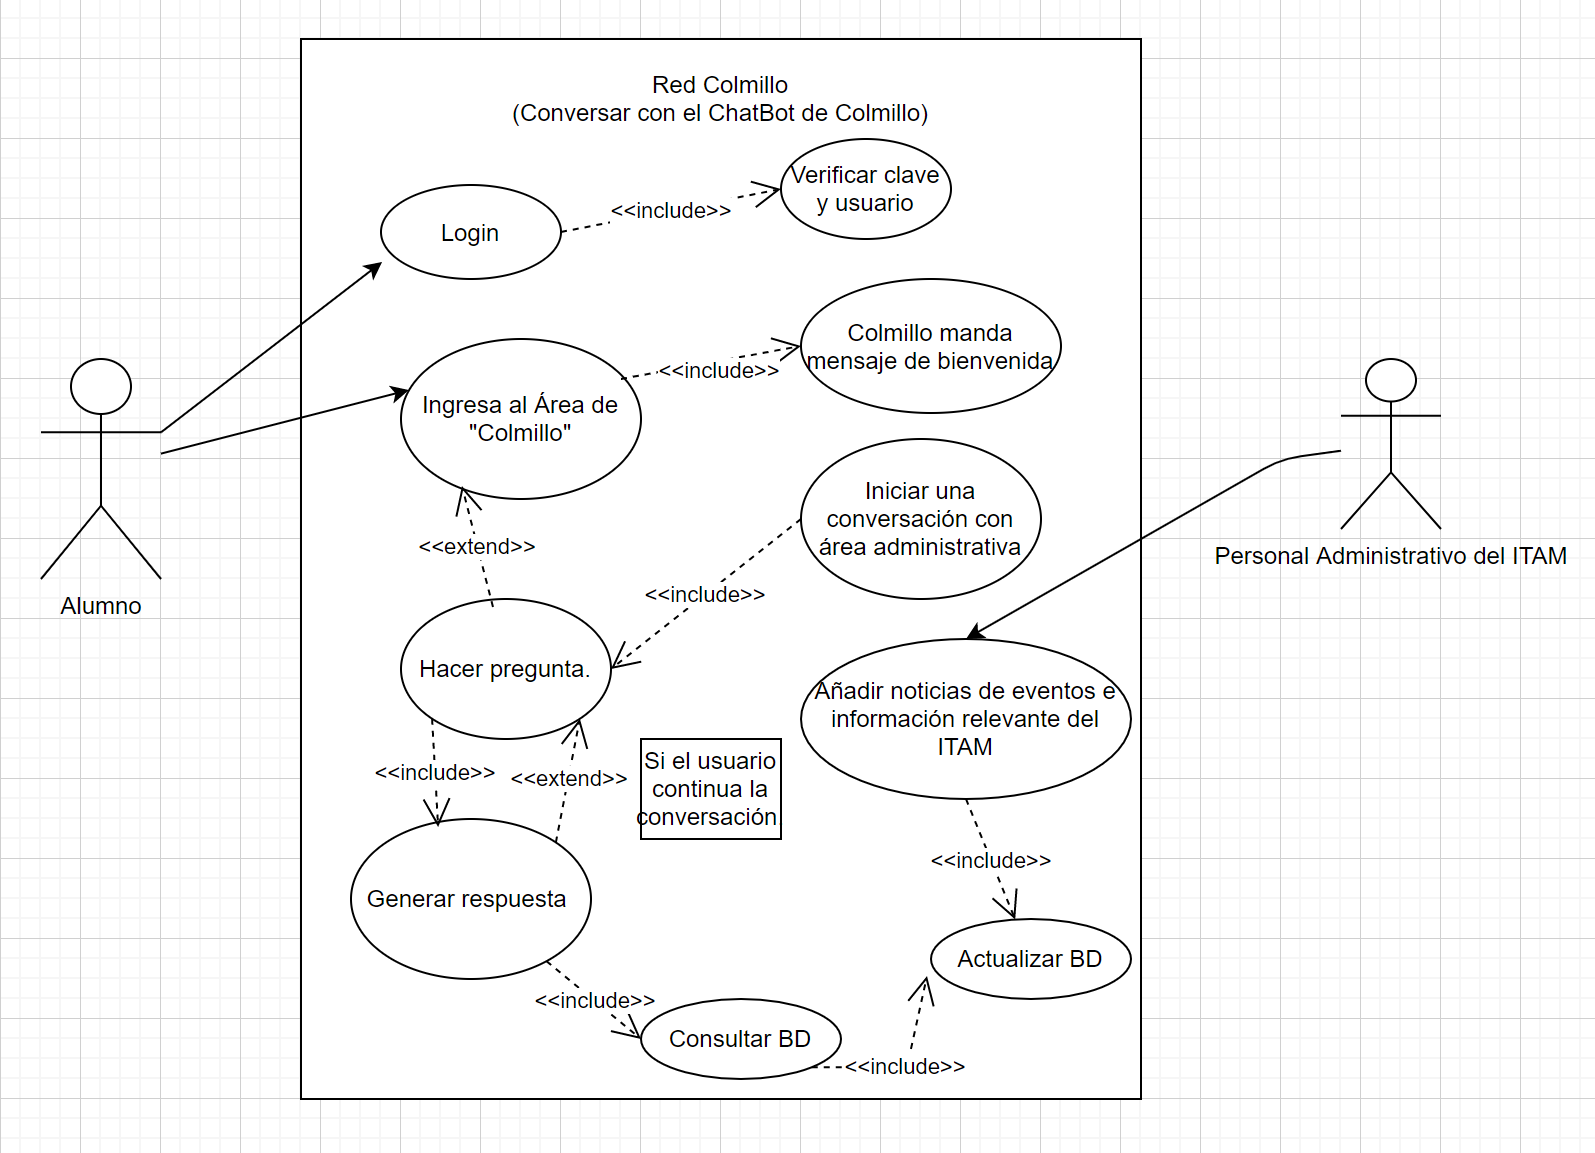 Red Colmillo
(Conversar con el ChatBot de Colmillo)
Verificar clave
y usuario
<<include>>
Login
Colmillo manda
mensaje de bienvenida
<<include>>
Ingresa al Área de
"Colmillo"
Iniciar una
conversación con
área administrativa
<<extend>>
Personal Administrativo del ITAM
<<include>>
Alumno
Hacer pregunta.
Añadir noticias de eventos e
información relevante del
ITAM
Si el usuario
continua la
conversación
<<include>>
<<extend>>
<<include>>
Generar respuesta
Actualizar BD
<<include>>
Consultar BD
<<include>>